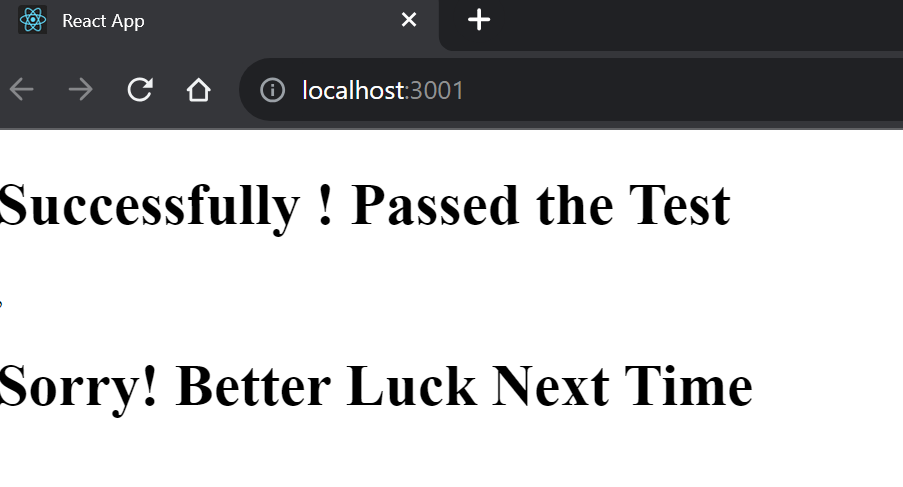 React App
localhost:3001
Successfully ! Passed the Test
,
Sorry! Better Luck Next Time